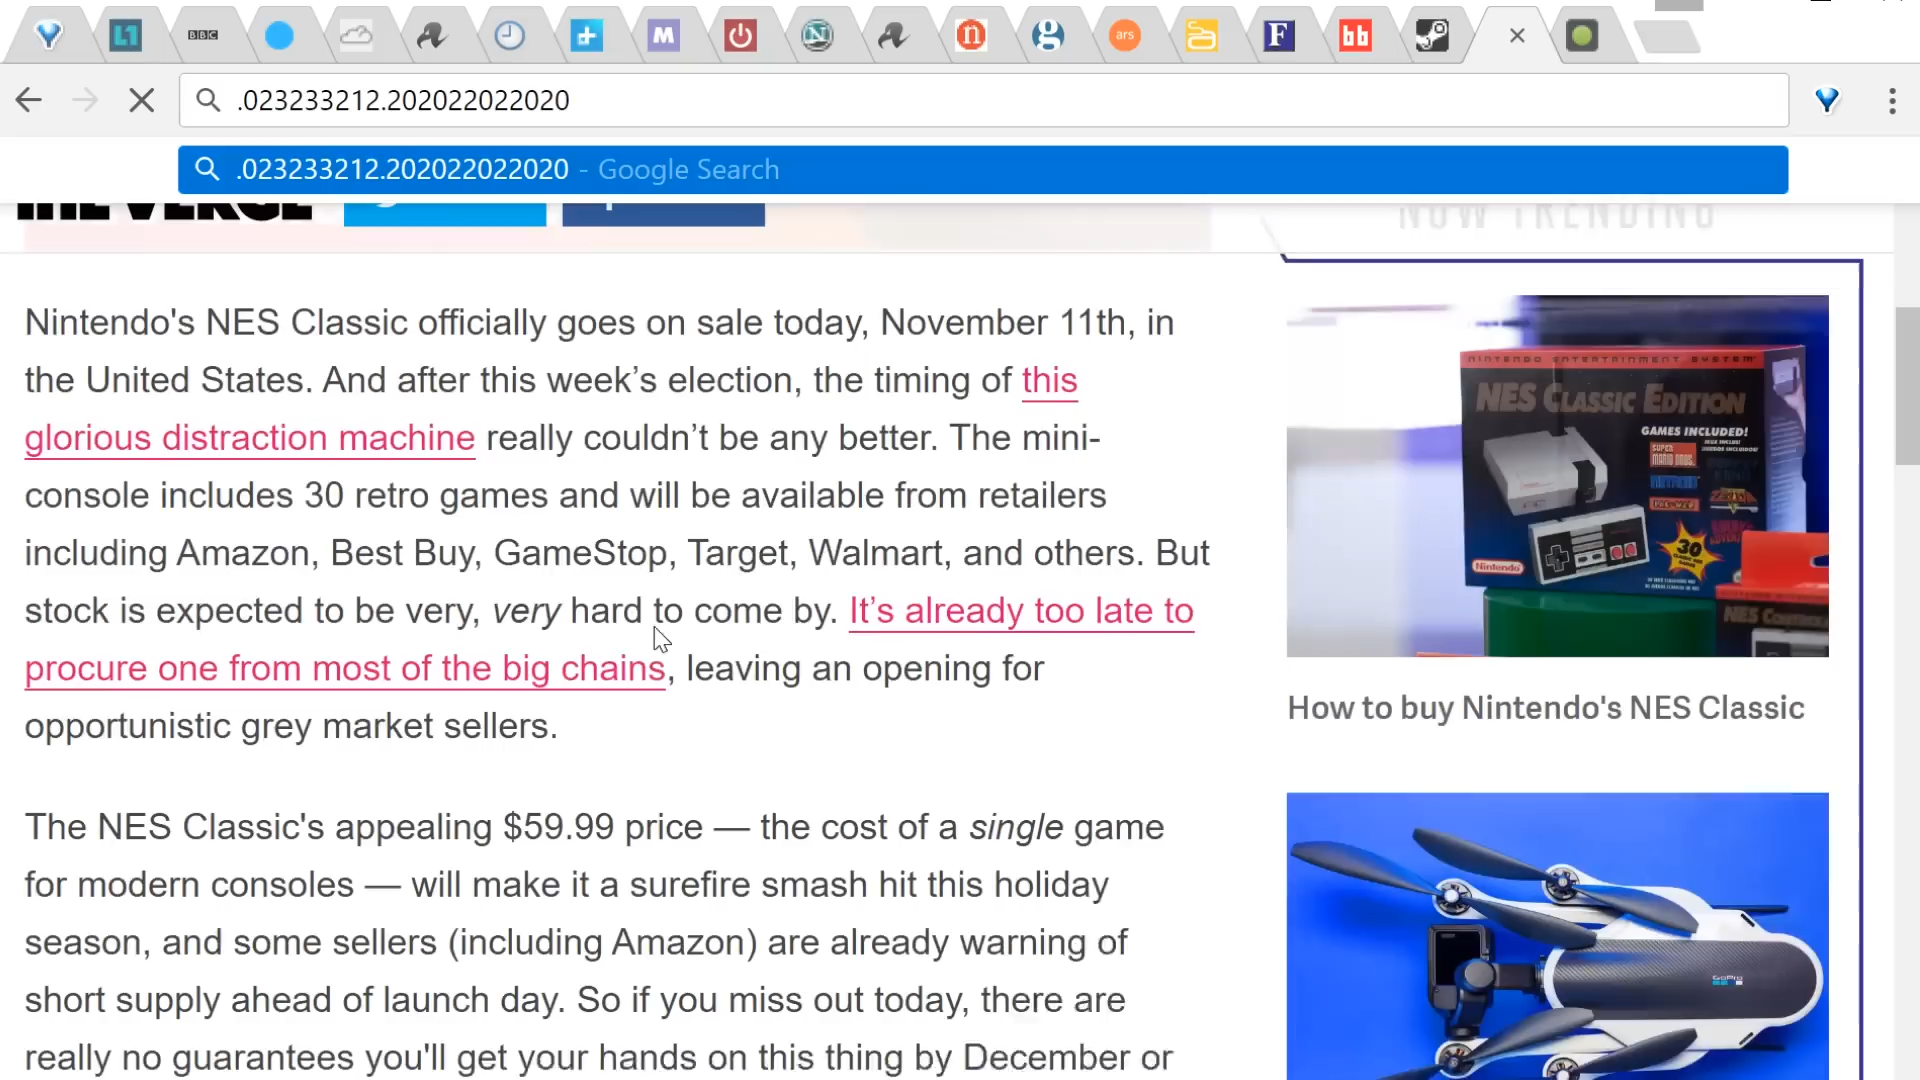 BBC
M
N
n
g
ars
F
bb
.023233212.202022022020
.023233212.202022022020 - Google Search
THE VERGE
NOW TRENDING
Nintendo's NES Classic officially goes on sale today, November 11th, in
the United States. And after this week’s election, the timing of this
glorious distraction machine really couldn’t be any better. The mini-
console includes 30 retro games and will be available from retailers
including Amazon, Best Buy, GameStop, Target, Walmart, and others. But
stock is expected to be very, very hard to come by. It’s already too late to
procure one from most of the big chains, leaving an opening for
opportunistic grey market sellers.
NINTENDO ENTERTAINMENT SYSTEM
NES CLASSIC EDITION
GAMES INCLUDED!
SUPER
MARIO BROS.
30
Nintendo
How to buy Nintendo's NES Classic
The NES Classic's appealing $59.99 price — the cost of a single game
for modern consoles — will make it a surefire smash hit this holiday
season, and some sellers (including Amazon) are already warning of
short supply ahead of launch day. So if you miss out today, there are
really no guarantees you'll get your hands on this thing by December or
GoPro